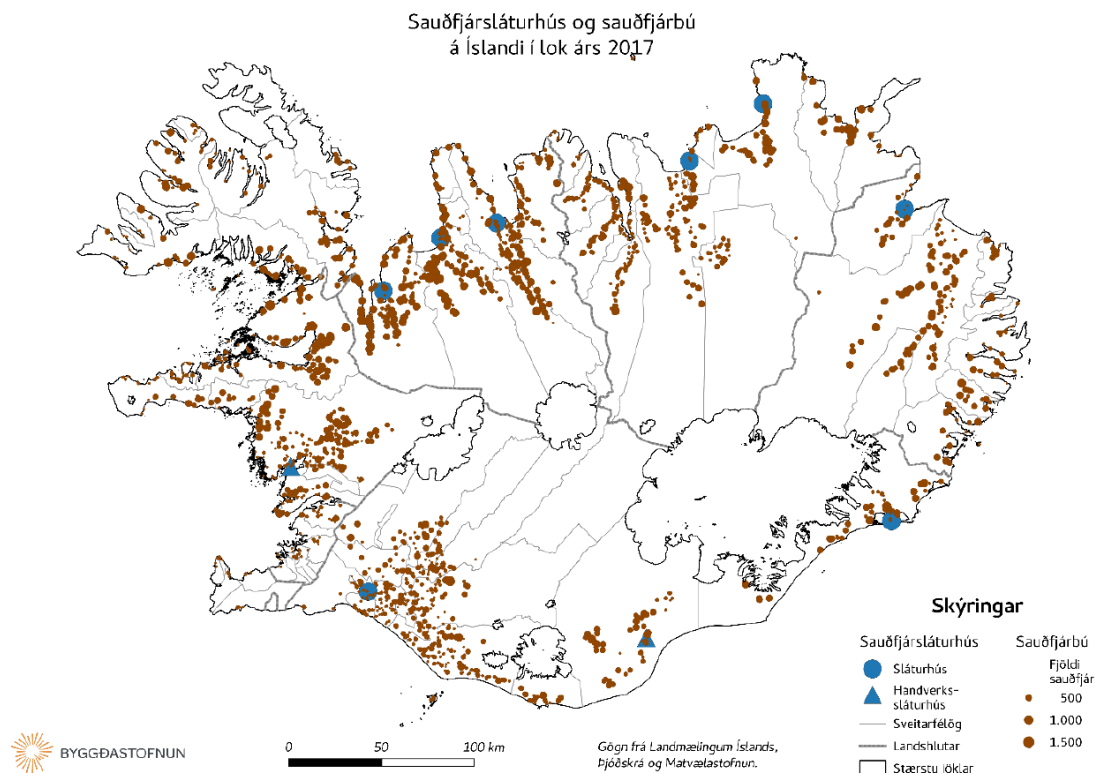 Sauðfjársláturhús og sauðfjárbú
á Íslandi í lok árs 2017
Skýringar
Sauðfjársláturhús
Sláturhús
Handverks-
sláturhús
Sveitarfélög
Landshlutar
Stærstu jöklar
Sauðfjárbú
Fjöldi
sauðfjár
500
1.000
1.500
BYGGÐASTOFNUN
0 50 100 km
Gögn frá Landmælingum Íslands,
Þjóðskrá og Matvælastofnun.